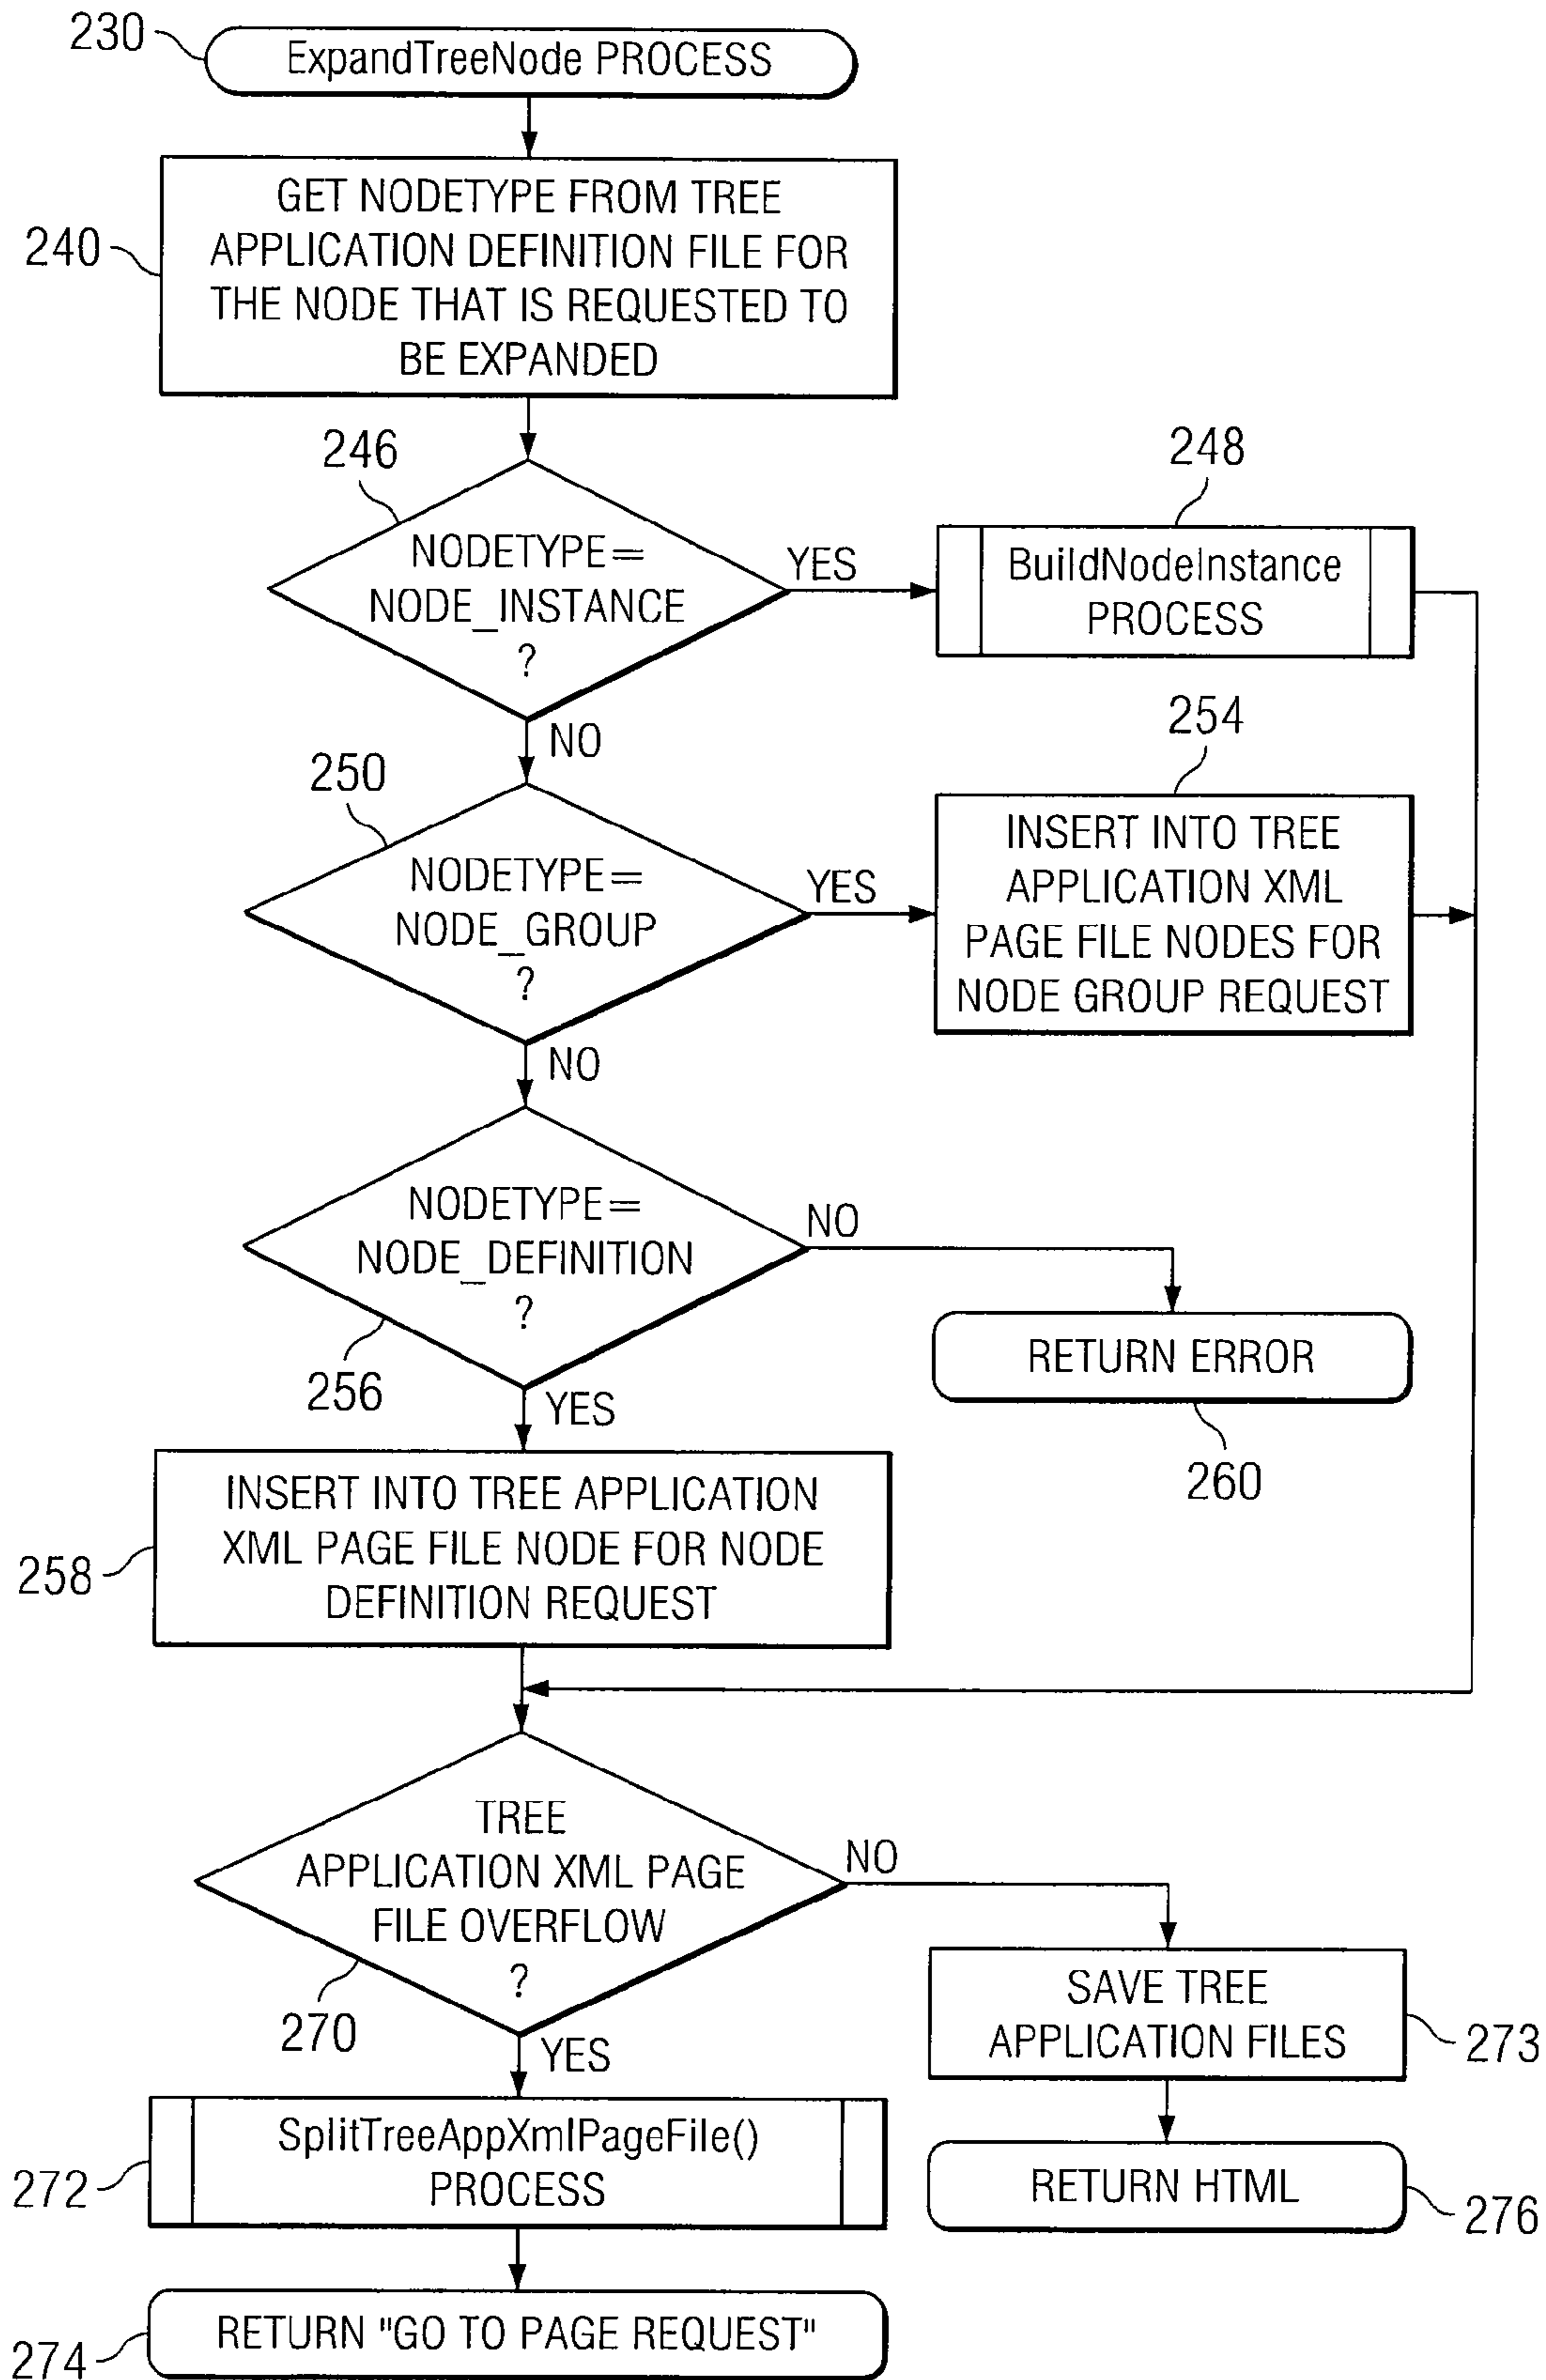 230
ExpandTreeNode PROCESS
240
GET NODETYPE FROM TREE
APPLICATION DEFINITION FILE FOR
THE NODE THAT IS REQUESTED TO
BE EXPANDED
246
NODETYPE=
NODE_INSTANCE
?
YES
248
BuildNodeInstance
PROCESS
NO
250
NODETYPE=
NODE_GROUP
?
YES
254
INSERT INTO TREE
APPLICATION XML
PAGE FILE NODES FOR
NODE GROUP REQUEST
NO
NODETYPE=
NODE_DEFINITION
?
256
NO
RETURN ERROR
260
YES
INSERT INTO TREE APPLICATION
XML PAGE FILE NODE FOR NODE
DEFINITION REQUEST
258
TREE
APPLICATION XML PAGE
FILE OVERFLOW
?
270
NO
SAVE TREE
APPLICATION FILES
273
YES
SplitTreeAppXmlPageFile()
PROCESS
272
RETURN HTML
276
RETURN "GO TO PAGE REQUEST"
274